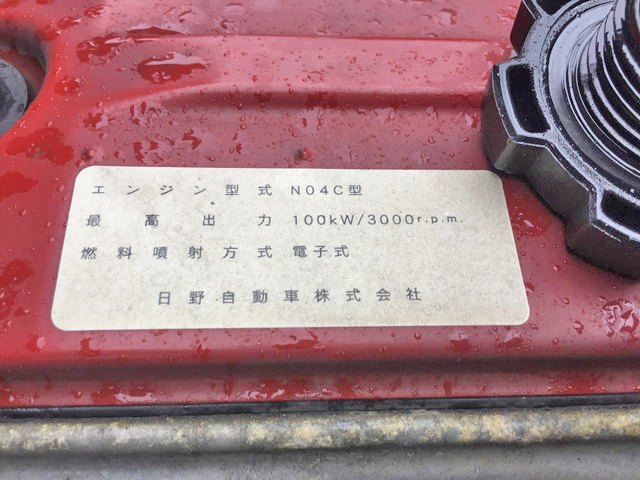 エンジン型式 N04C型
最高出力 100kW/3000r.p.m.
燃料噴射方式 電子式
日野自動車株式会社